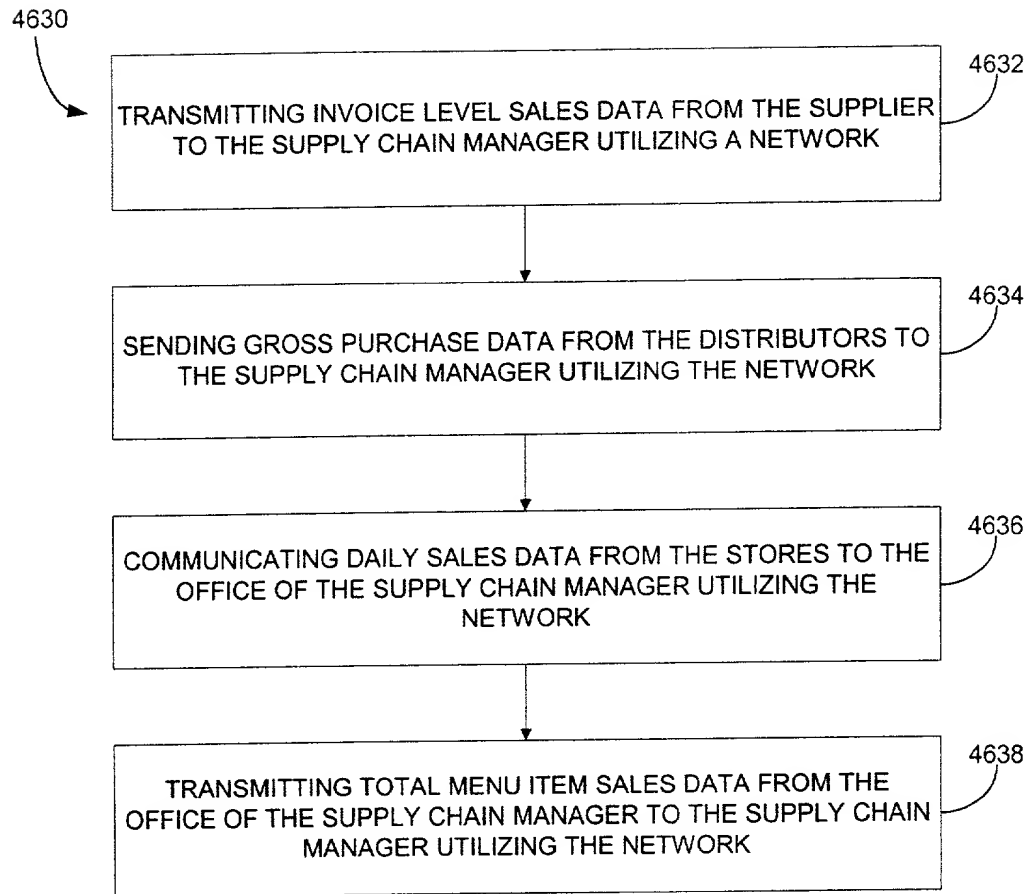 4630
4632
TRANSMITTING INVOICE LEVEL SALES DATA FROM THE SUPPLIER
TO THE SUPPLY CHAIN MANAGER UTILIZING A NETWORK
4634
SENDING GROSS PURCHASE DATA FROM THE DISTRIBUTORS TO
THE SUPPLY CHAIN MANAGER UTILIZING THE NETWORK
4636
COMMUNICATING DAILY SALES DATA FROM THE STORES TO THE
OFFICE OF THE SUPPLY CHAIN MANAGER UTILIZING THE
NETWORK
4638
TRANSMITTING TOTAL MENU ITEM SALES DATA FROM THE
OFFICE OF THE SUPPLY CHAIN MANAGER TO THE SUPPLY CHAIN
MANAGER UTILIZING THE NETWORK